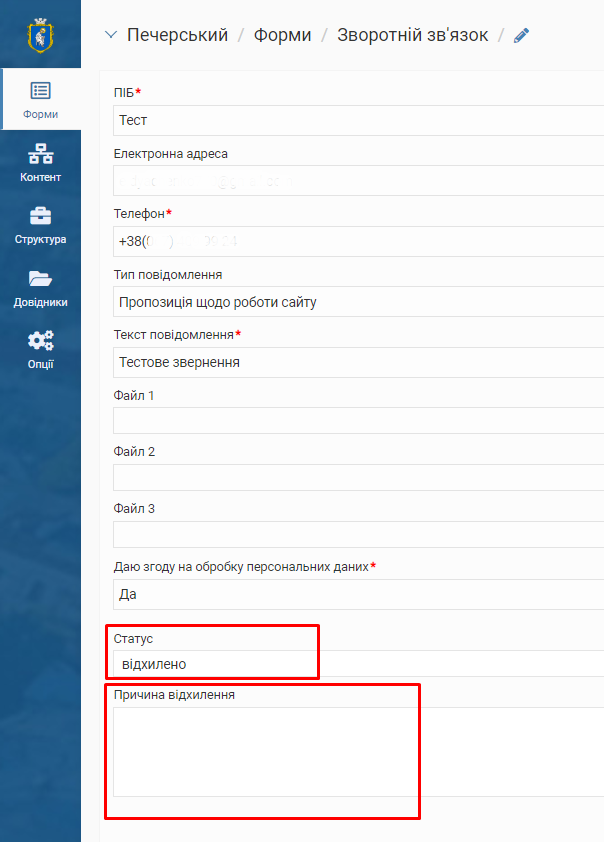 Печерський / Форми / Зворотній зв'язок /
Форми
Контент
Структура
Довідники
Опції
ПІБ*
Тест
Електронна адреса
Телефон*
+38(
Тип повідомлення
Пропозиція щодо роботи сайту
Текст повідомлення*
Тестове звернення
Файл 1
Файл 2
Файл 3
Даю згоду на обробку персональних даних*
Да
Статус
відхилено
Причина відхилення